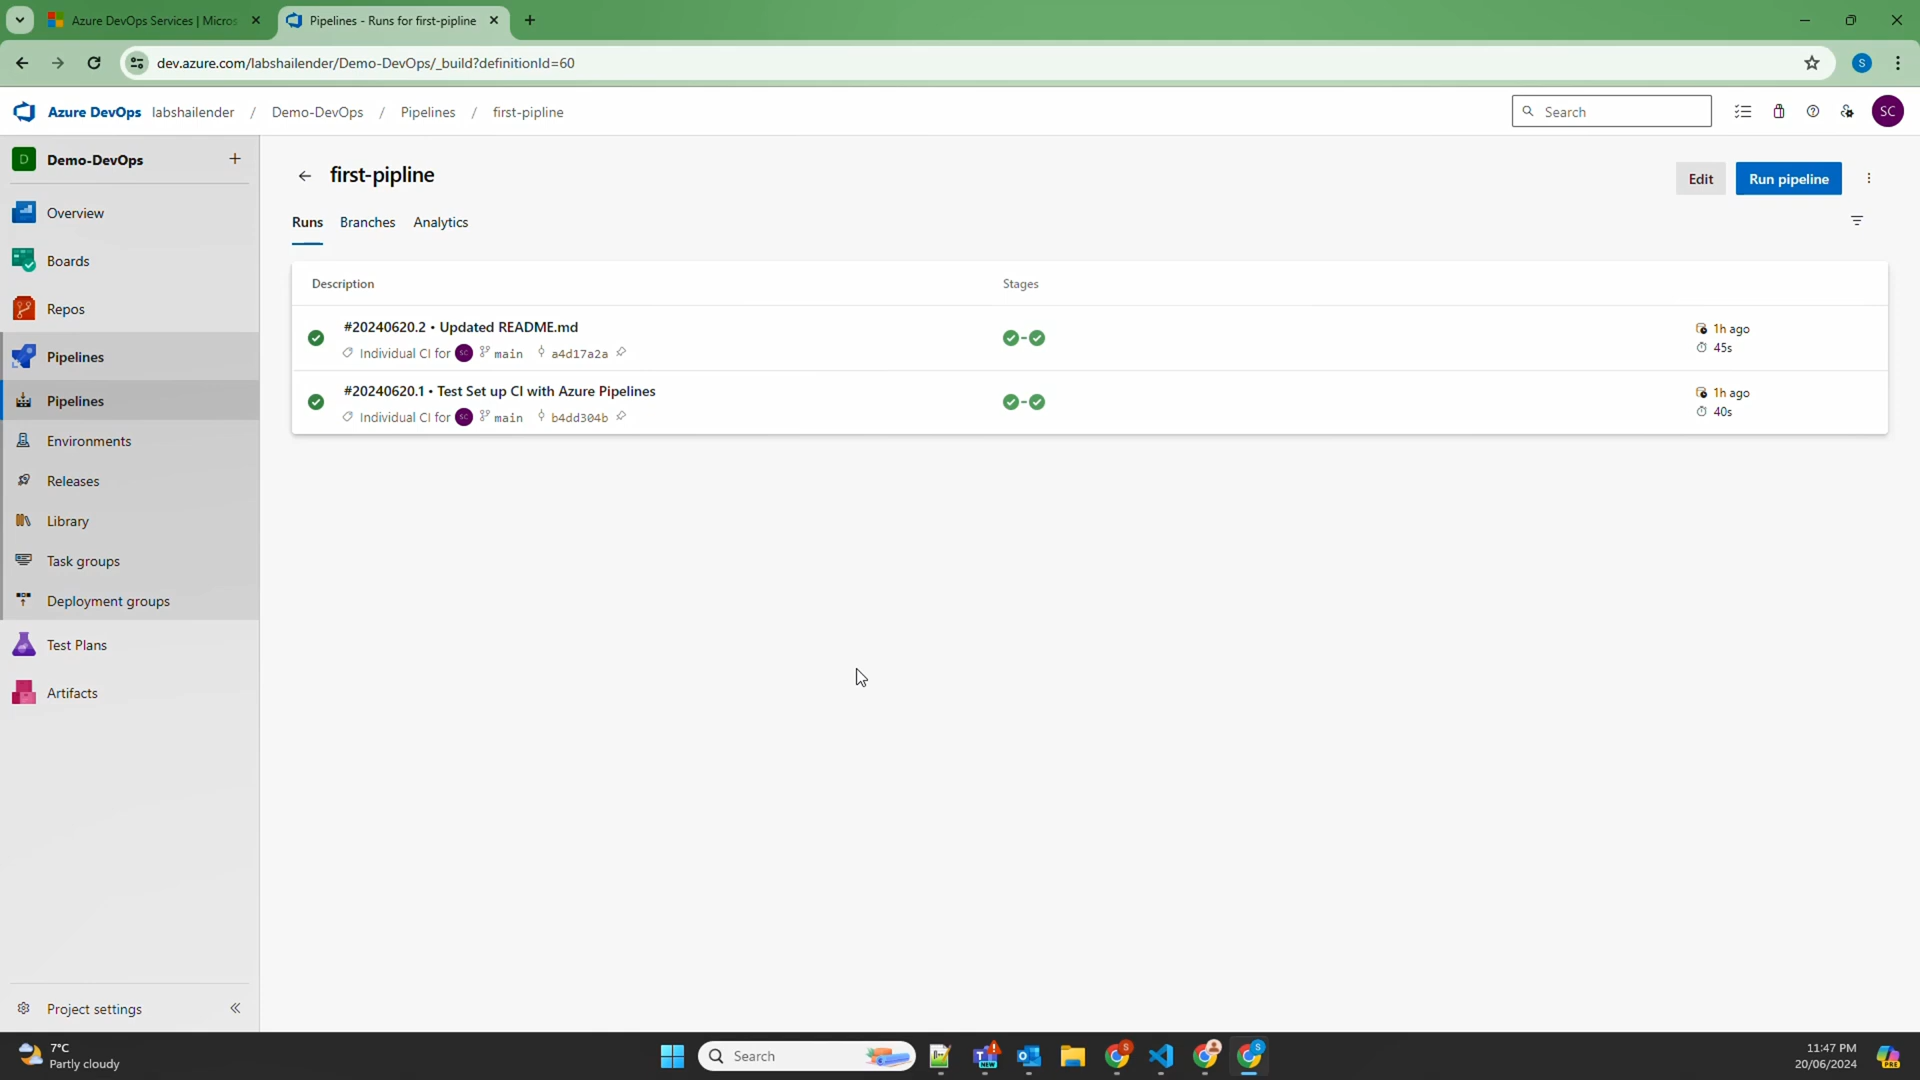 Azure DevOps Services | Micros
Pipelines - Runs for first-pipline
dev.azure.com/labshailender/Demo-DevOps/_build?definitionId=60
S
Azure DevOps labshailender / Demo-DevOps / Pipelines / first-pipline
Search
SC
D Demo-DevOps
first-pipline
Edit
Run pipeline
Overview
Runs
Branches
Analytics
Boards
Description
Stages
Repos
#20240620.2 • Updated README.md
1h ago
Individual CI for SC main a4d17a2a
45s
Pipelines
Pipelines
#20240620.1 • Test Set up CI with Azure Pipelines
1h ago
Individual CI for SC main b4dd304b
40s
Environments
Releases
Library
Task groups
Deployment groups
Test Plans
Artifacts
Project settings
7°C
Partly cloudy
Search
NEW
S
S
11:47 PM
20/06/2024
PRE